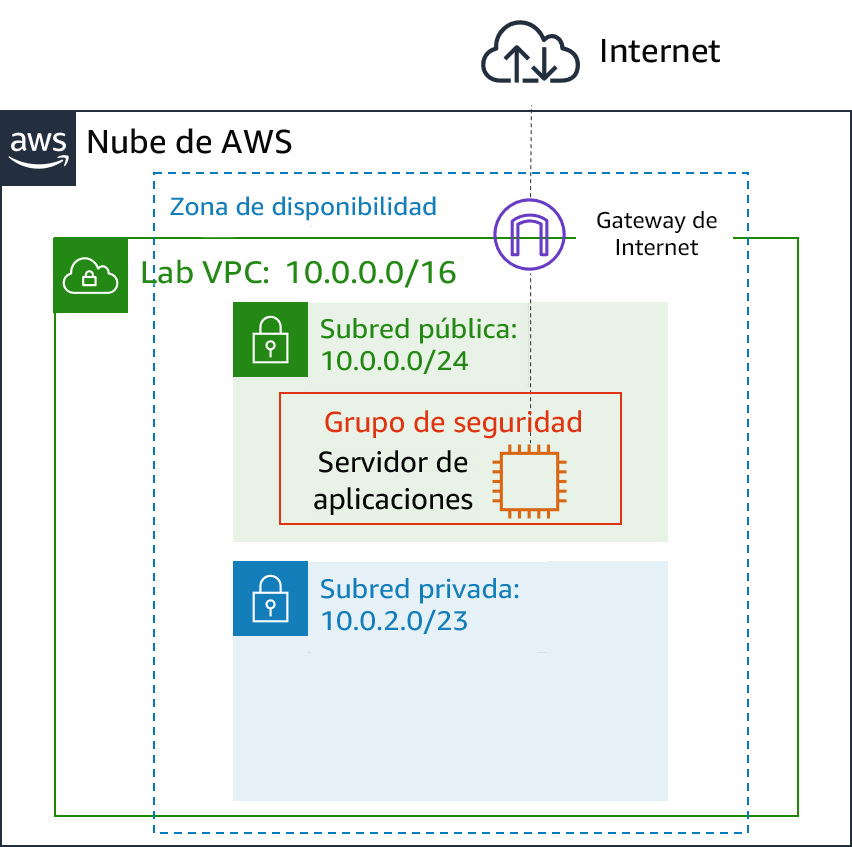 Internet
aws
Nube de AWS
Zona de disponibilidad
Gateway de
Internet
Lab VPC: 10.0.0.0/16
Subred pública:
10.0.0.0/24
Grupo de seguridad
Servidor de
aplicaciones
Subred privada:
10.0.2.0/23